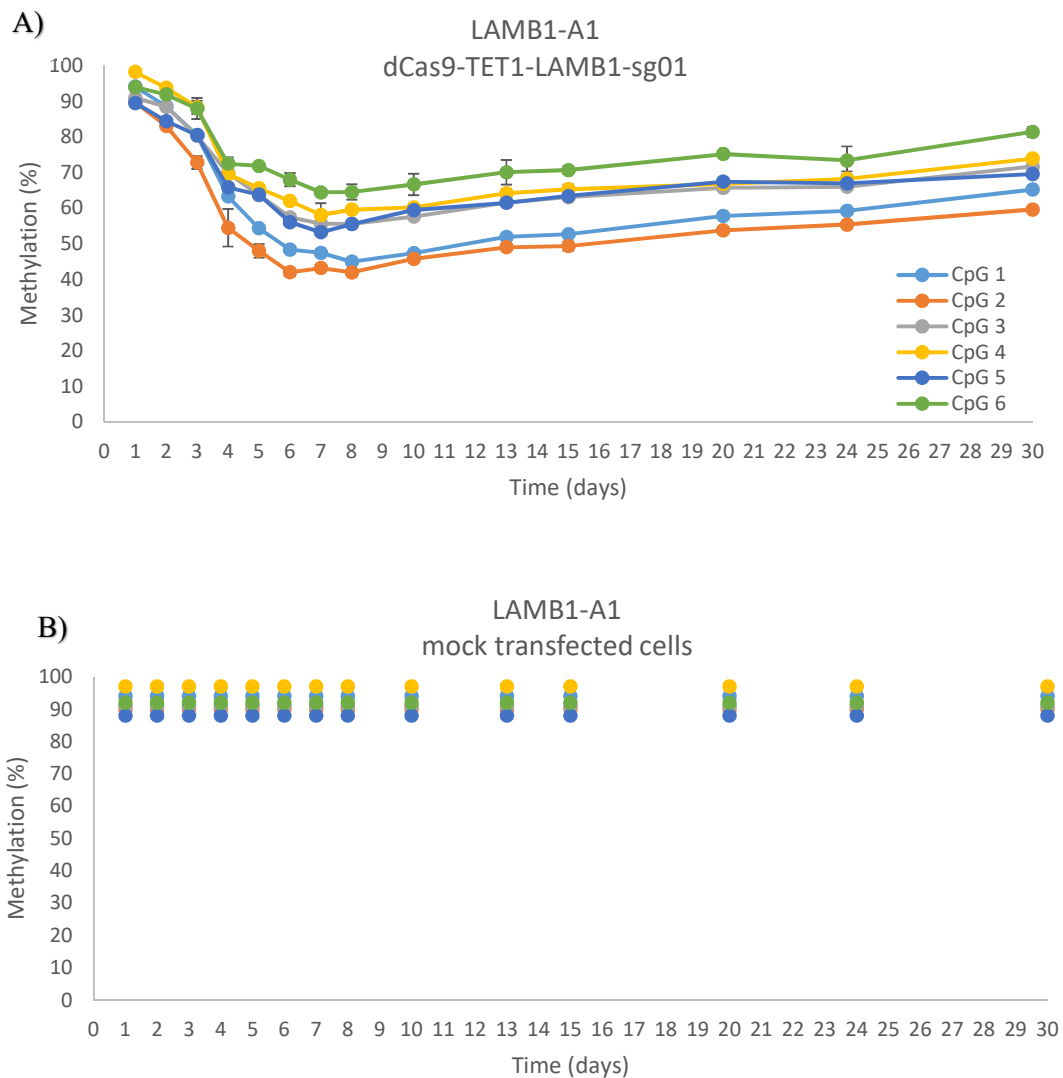 A)
LAMB1-A1
dCas9-TET1-LAMB1-sg01
Methylation (%)
100
90
80
70
60
50
40
30
20
10
0
CpG 1
CpG 2
CpG 3
CpG 4
CpG 5
CpG 6
0 1 2 3 4 5 6 7 8 9 10 11 12 13 14 15 16 17 18 19 20 21 22 23 24 25 26 27 28 29 30
Time (days)
B)
LAMB1-A1
mock transfected cells
Methylation (%)
100
90
80
70
60
50
40
30
20
10
0
0 1 2 3 4 5 6 7 8 9 10 11 12 13 14 15 16 17 18 19 20 21 22 23 24 25 26 27 28 29 30
Time (days)